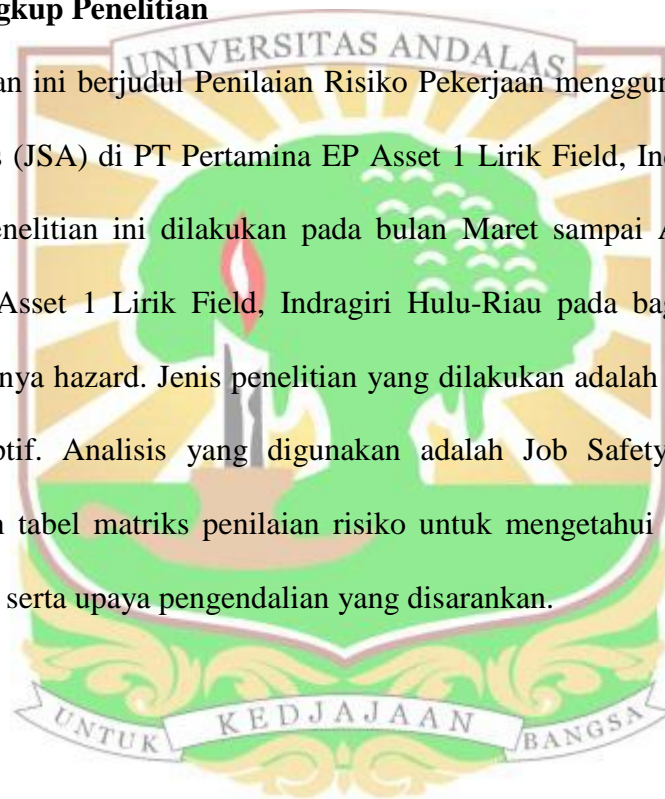 gkup Penelitian
UNIVERSITAS ANDALAS
an ini berjudul Penilaian Risiko Pekerjaan menggur
s (JSA) di PT Pertamina EP Asset 1 Lirik Field, Inc
enelitian ini dilakukan pada bulan Maret sampai A
Asset 1 Lirik Field, Indragiri Hulu-Riau pada bag
nya hazard. Jenis penelitian yang dilakukan adalah
ptif. Analisis yang digunakan adalah Job Safety
n tabel matriks penilaian risiko untuk mengetahui
serta upaya pengendalian yang disarankan.
UNTUK KEDJAJAAN BANGSA